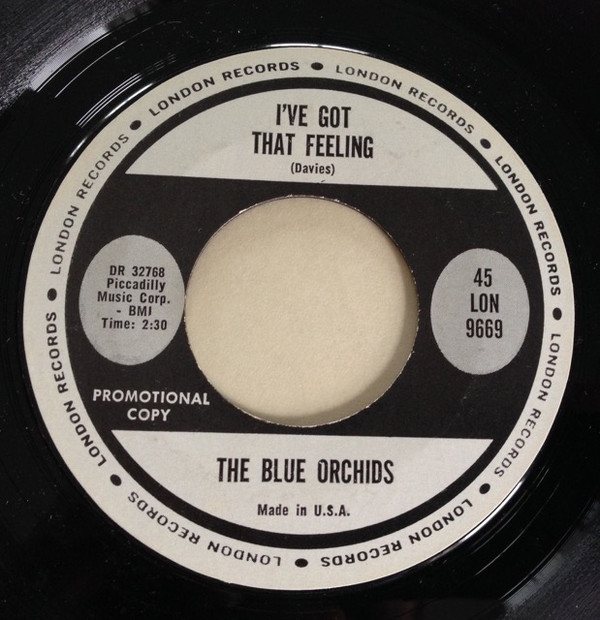 LONDON RECORDS • LONDON RECORDS • LONDON RECORDS • LONDON RECORDS • LONDON RECORDS • LONDON RECORDS • LONDON RECORDS • LONDON RECORDS • LONDON RECORDS •
I'VE GOT
THAT FEELING
(Davies)
DR 32768
Piccadilly
Music Corp.
- BMI
Time: 2:30
45
LON
9669
PROMOTIONAL
COPY
THE BLUE ORCHIDS
Made in U.S.A.